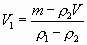 V₁ = (m − ρ₂V) / (ρ₁ − ρ₂)